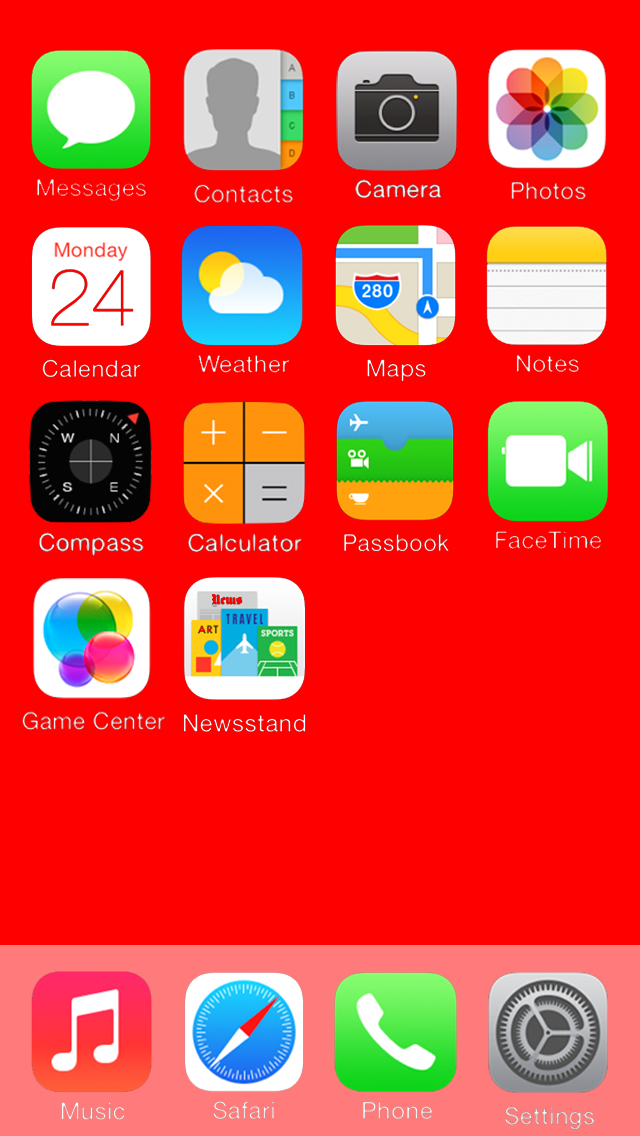 A
B
C
D
Messages
Contacts
Camera
Photos
Monday
24
280
Calendar
Weather
Maps
Notes
W N
S E
Compass
Calculator
Passbook
FaceTime
News
ART
TRAVEL
SPORTS
Game Center
Newsstand
Music
Safari
Phone
Settings